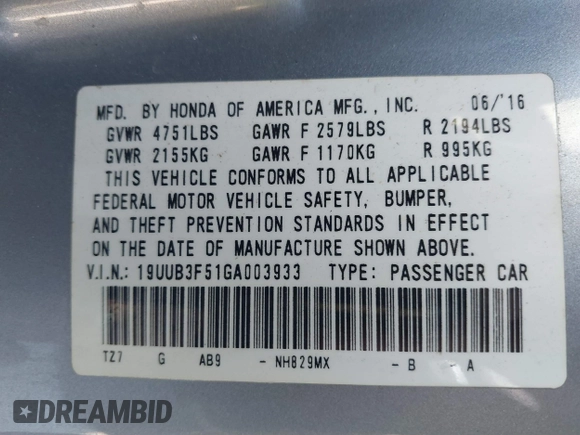 MFD. BY HONDA OF AMERICA MFG., INC. 06/'16
GVWR 4751LBS GAWR F 2579LBS R 2194LBS
GVWR 2155KG GAWR F 1170KG R 995KG
THIS VEHICLE CONFORMS TO ALL APPLICABLE
FEDERAL MOTOR VEHICLE SAFETY, BUMPER,
AND THEFT PREVENTION STANDARDS IN EFFECT
ON THE DATE OF MANUFACTURE SHOWN ABOVE.
V.I.N.: 19UUB3F51GA003933 TYPE: PASSENGER CAR
TZ7 G AB9 - NH829MX - B - A
DREAMBID